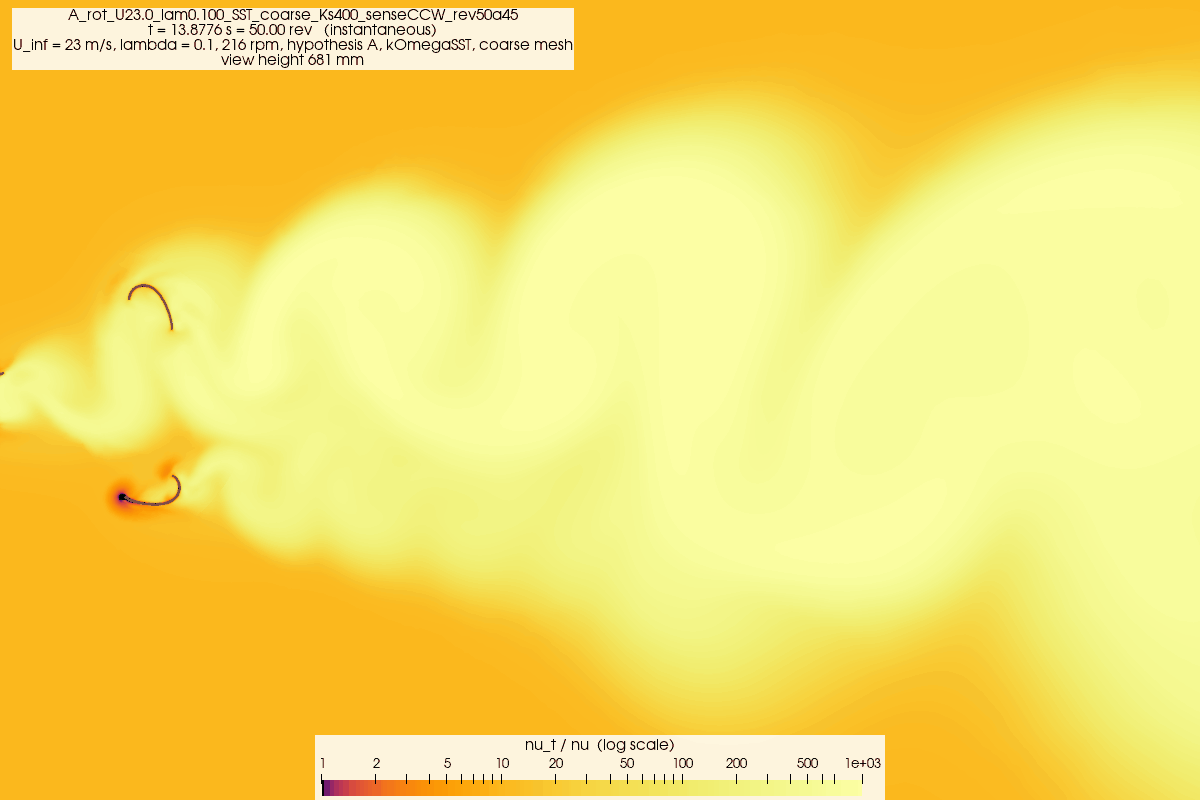 A_rot_U23.0_lam0.100_SST_coarse_Ks400_senseCCW_rev50a45
t = 13.8776 s = 50.00 rev (instantaneous)
U_inf = 23 m/s, lambda = 0.1, 216 rpm, hypothesis A, kOmegaSST, coarse mesh
view height 681 mm
nu_t / nu (log scale)
1 2 5 10 20 50 100 200 500 1e+03